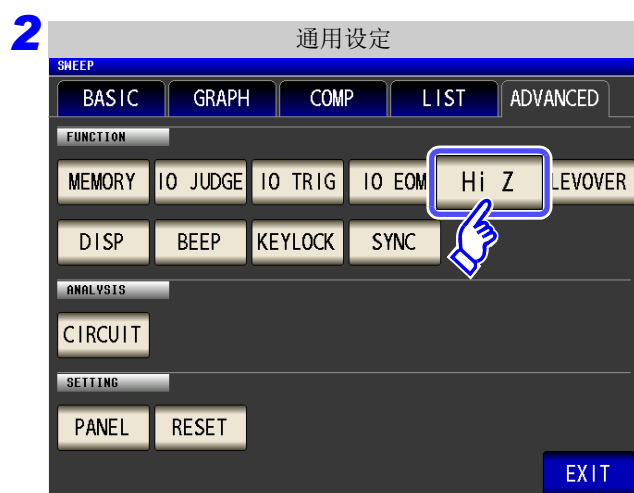 2
通用设定
SWEEP
BASIC GRAPH COMP LIST ADVANCED
FUNCTION
MEMORY IO JUDGE IO TRIG IO EOM Hi Z LEVOVER
DISP BEEP KEYLOCK SYNC
ANALYSIS
CIRCUIT
SETTING
PANEL RESET
EXIT